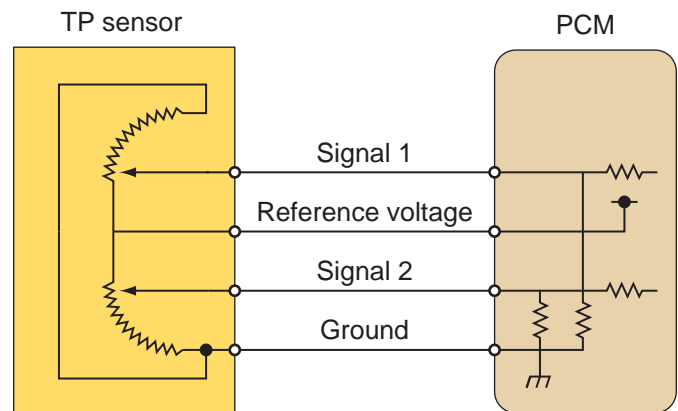 TP sensor
PCM
Signal 1
Reference voltage
Signal 2
Ground